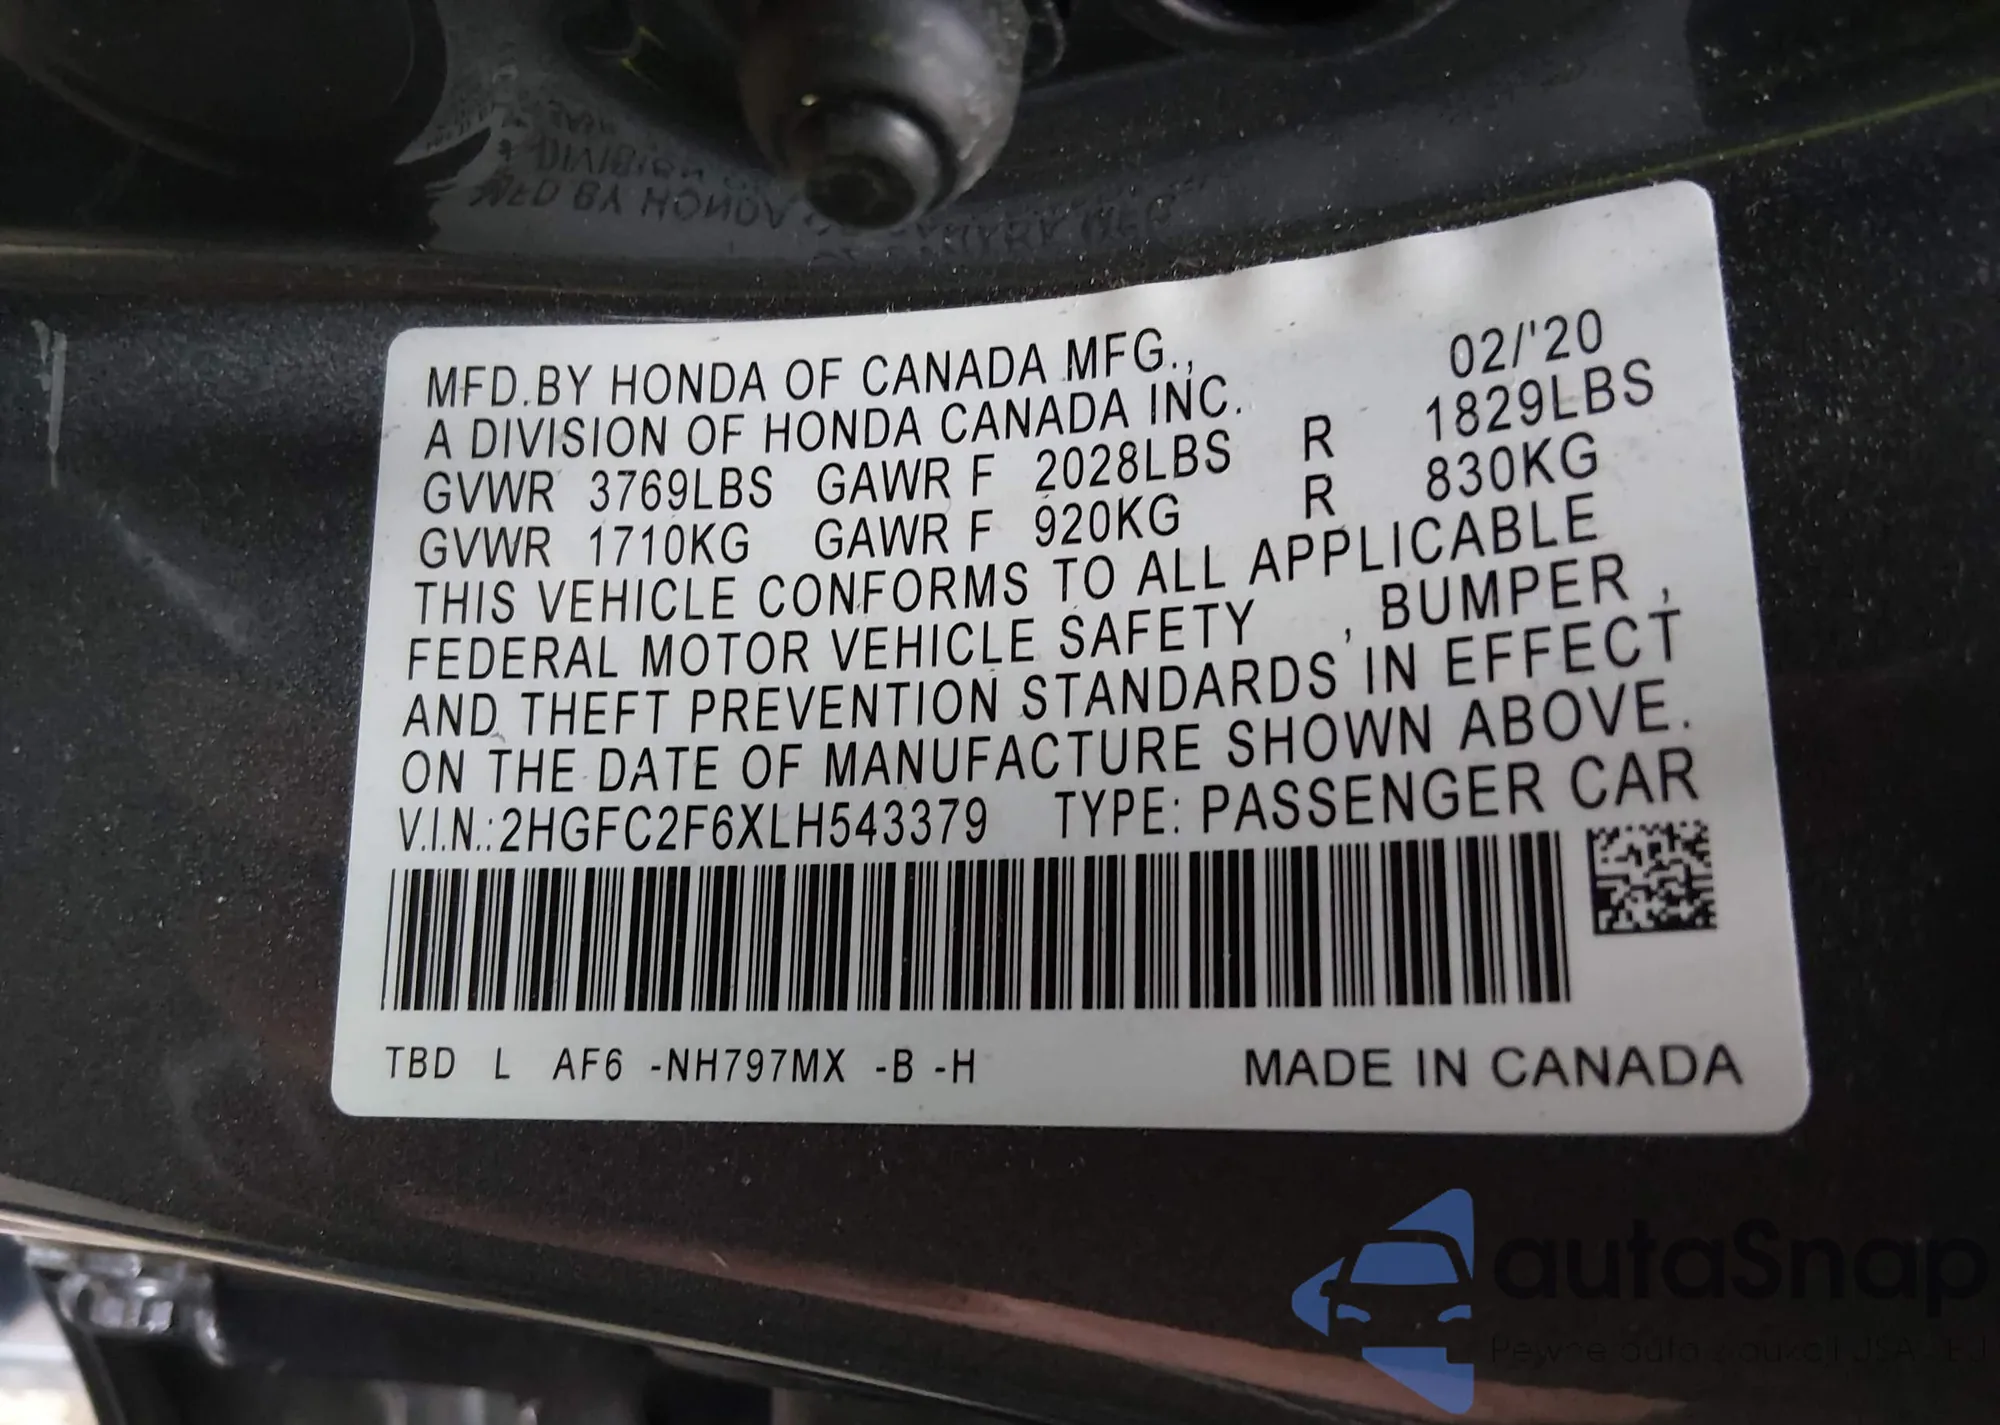 MFD.BY HONDA OF CANADA MFG., 02/'20
A DIVISION OF HONDA CANADA INC.
GVWR 3769LBS GAWR F 2028LBS R 1829LBS
GVWR 1710KG GAWR F 920KG R 830KG
THIS VEHICLE CONFORMS TO ALL APPLICABLE
FEDERAL MOTOR VEHICLE SAFETY , BUMPER ,
AND THEFT PREVENTION STANDARDS IN EFFECT
ON THE DATE OF MANUFACTURE SHOWN ABOVE.
V.I.N.:2HGFC2F6XLH543379 TYPE: PASSENGER CAR
TBD L AF6 -NH797MX -B -H MADE IN CANADA
autaSnap
auto